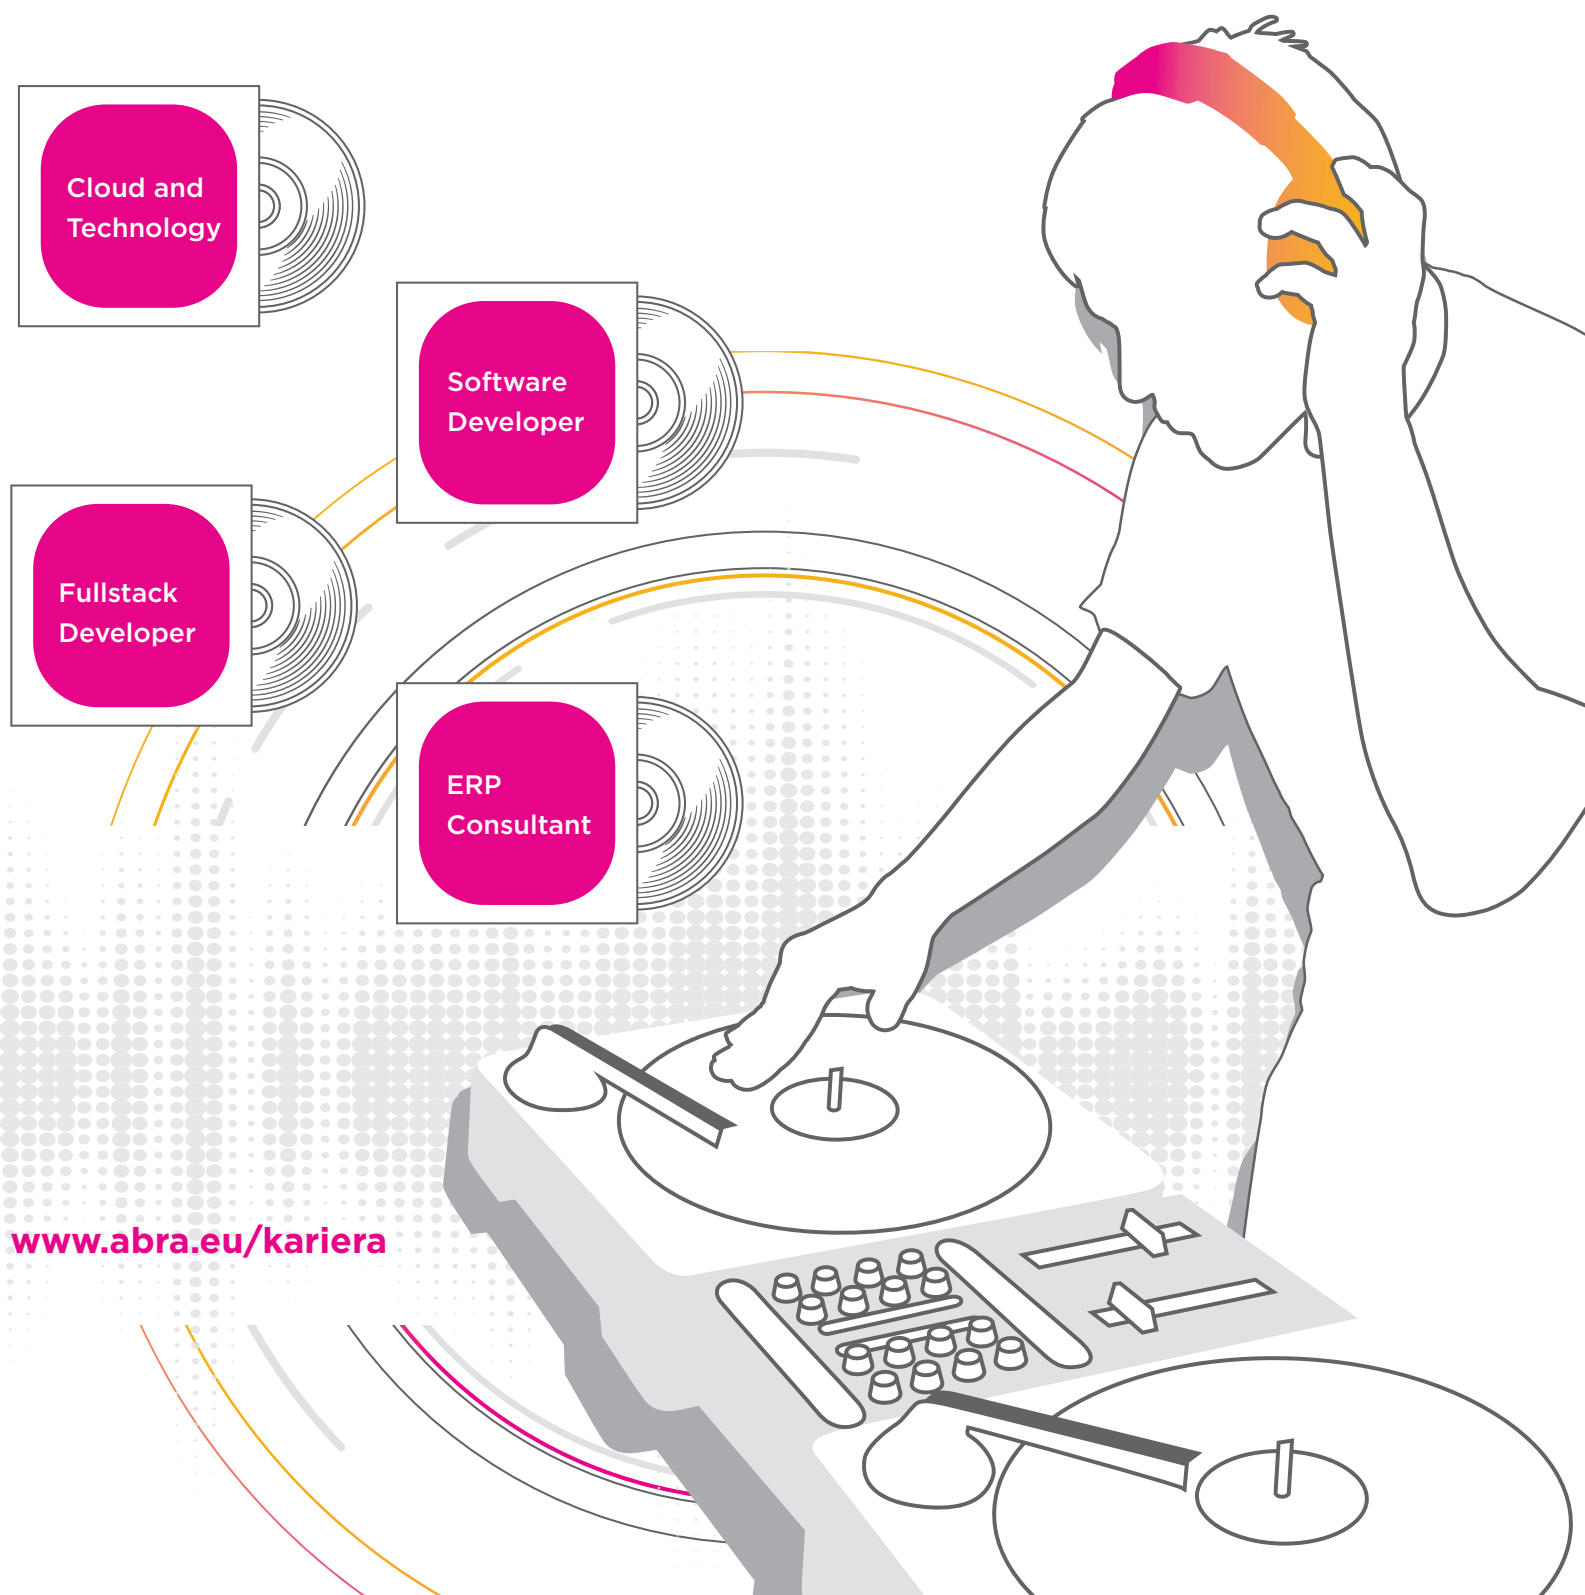 Cloud and
Technology
Software
Developer
Fullstack
Developer
ERP
Consultant
www.abra.eu/kariera